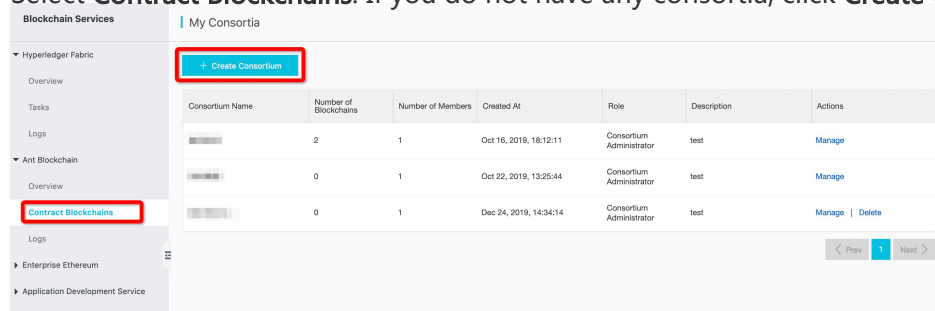 Select Contract Blockchains. If you do not have any consortia, click Create
Blockchain Services
My Consortia
Hyperledger Fabric
Overview
Tasks
Logs
Ant Blockchain
Overview
Contract Blockchains
Logs
Enterprise Ethereum
Application Development Service
+ Create Consortium
Consortium Name
Number of
Blockchains
Number of Members
Created At
Role
Description
Actions
2
1
Oct 16, 2019, 18:12:11
Consortium
Administrator
test
Manage
0
1
Oct 22, 2019, 13:25:44
Consortium
Administrator
test
Manage
0
1
Dec 24, 2019, 14:34:14
Consortium
Administrator
test
Manage | Delete
< Prev 1 Next >